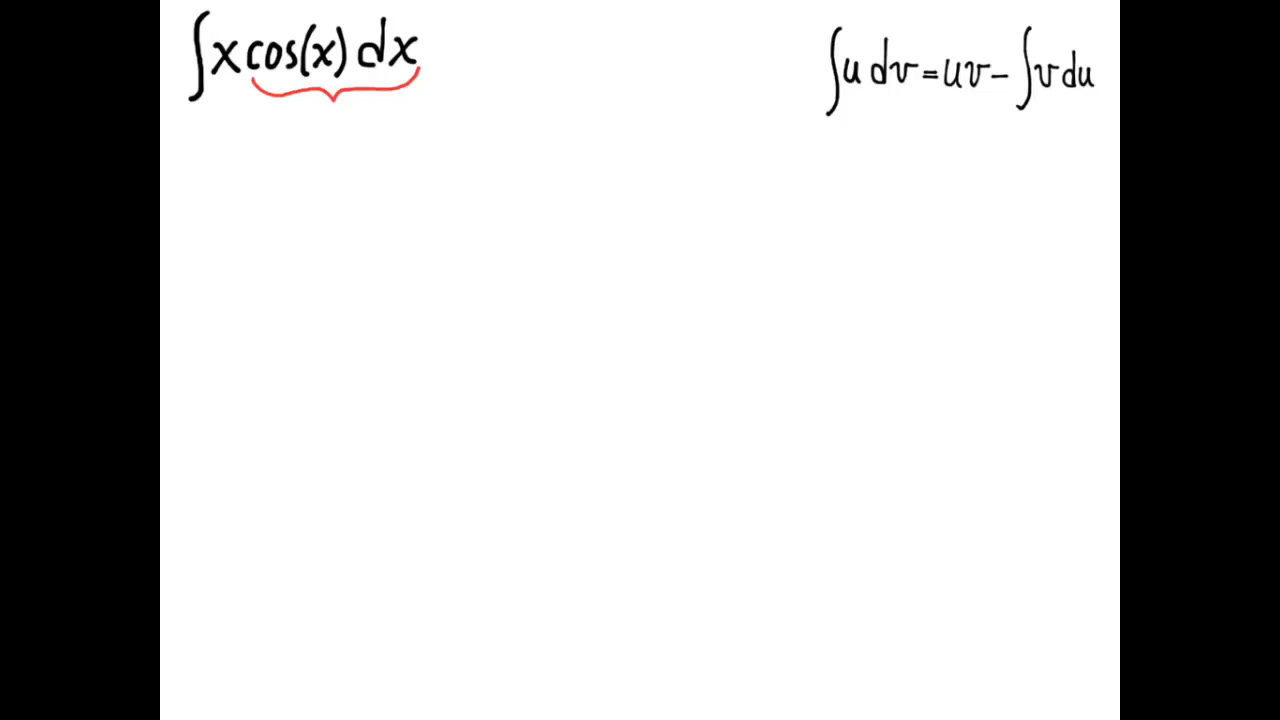 ∫x cos(x) dx
∫u dv = uv − ∫v du